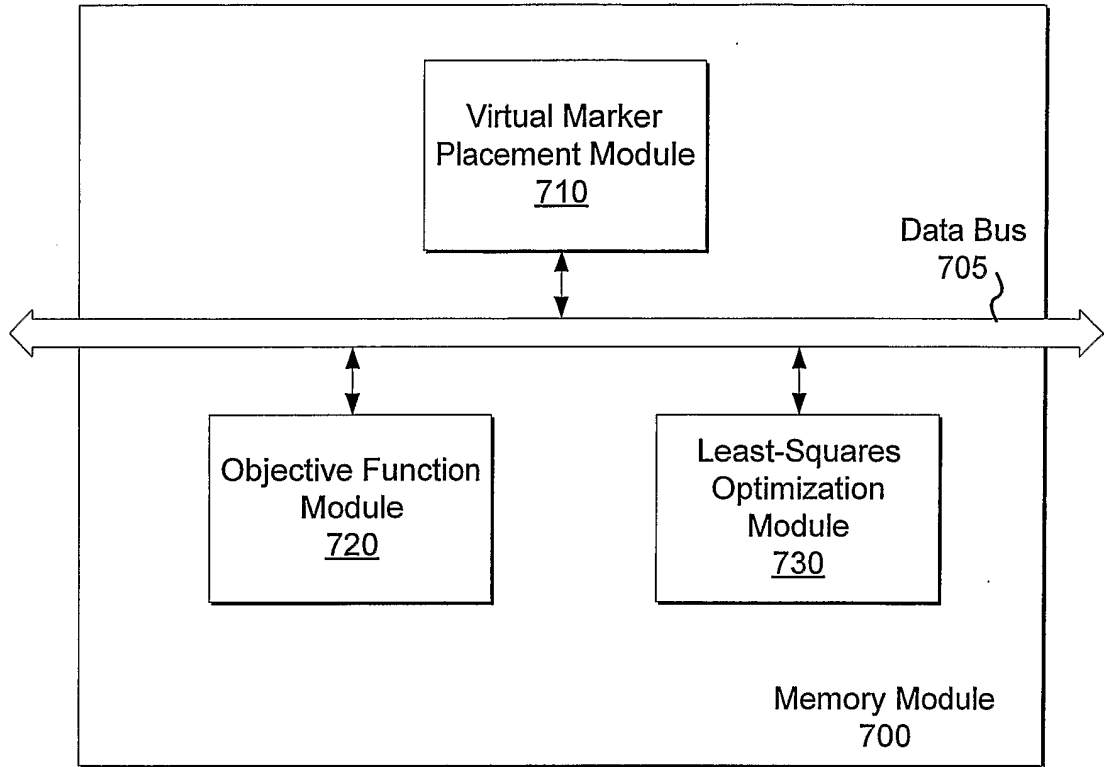 Virtual Marker
Placement Module
710
Data Bus
705
Objective Function
Module
720
Least-Squares
Optimization
Module
730
Memory Module
700